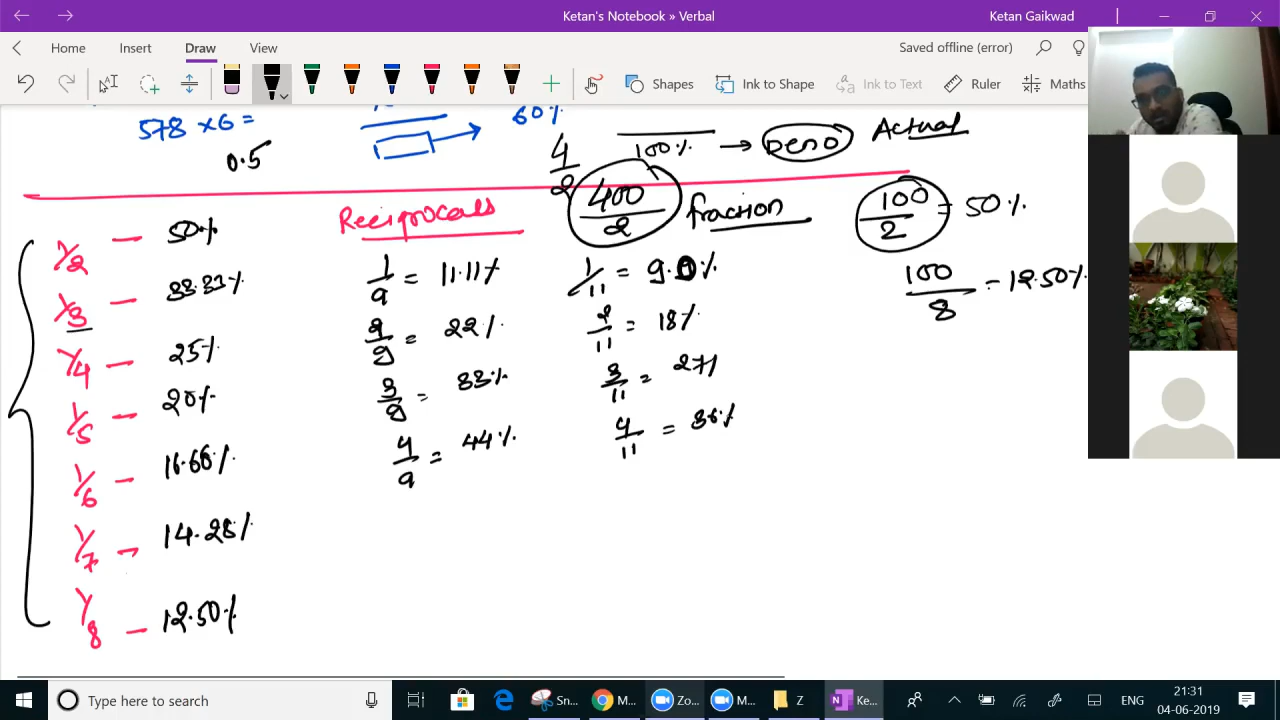 Ketan's Notebook » Verbal
Ketan Gaikwad
Home Insert Draw View
Saved offline (error)
Shapes Ink to Shape Ink to Text Ruler Maths
578 × 6 =
0.5
60%
4/2
100% → Deno Actual
Reciprocals
400/2 fraction
100/2 = 50%
100/8 = 12.50%
1/2 — 50%
1/3 — 33.33%
1/4 — 25%
1/5 — 20%
1/6 — 16.66%
1/7 — 14.28%
1/8 — 12.50%
1/9 = 11.11%
2/9 = 22%
3/9 = 33%
4/9 = 44%
1/11 = 9.0%
2/11 = 18%
3/11 = 27%
4/11 = 36%
Type here to search
Sn...
M...
Zo...
M...
Z
Ke...
ENG
21:31
04-06-2019